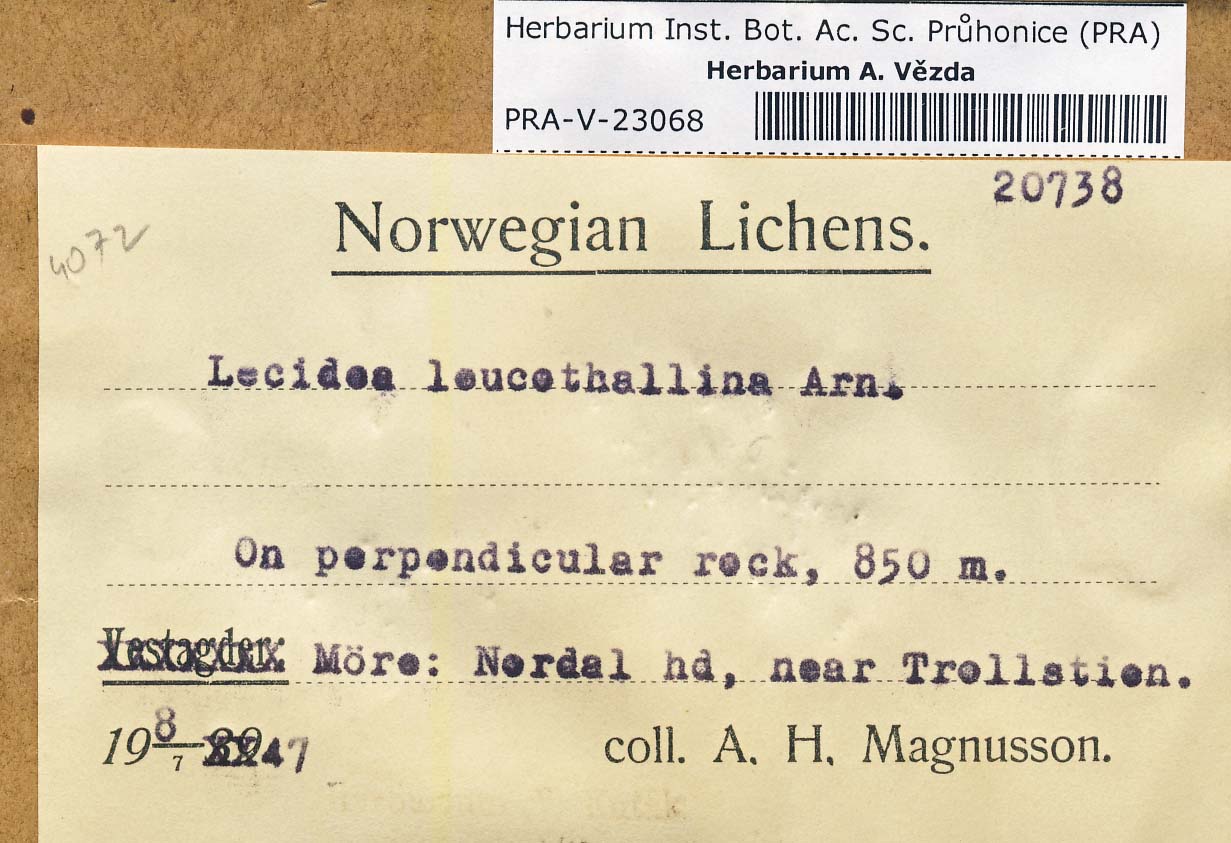 Herbarium Inst. Bot. Ac. Sc. Průhonice (PRA)
Herbarium A. Vězda
PRA-V-23068
20738
4072
Norwegian Lichens.
Lecidea leucothallina Arn.
On perpendicular rock, 850 m.
Vestagder: Möre: Nordal hd, near Trollstien.
19 8/7 47
coll. A. H. Magnusson.